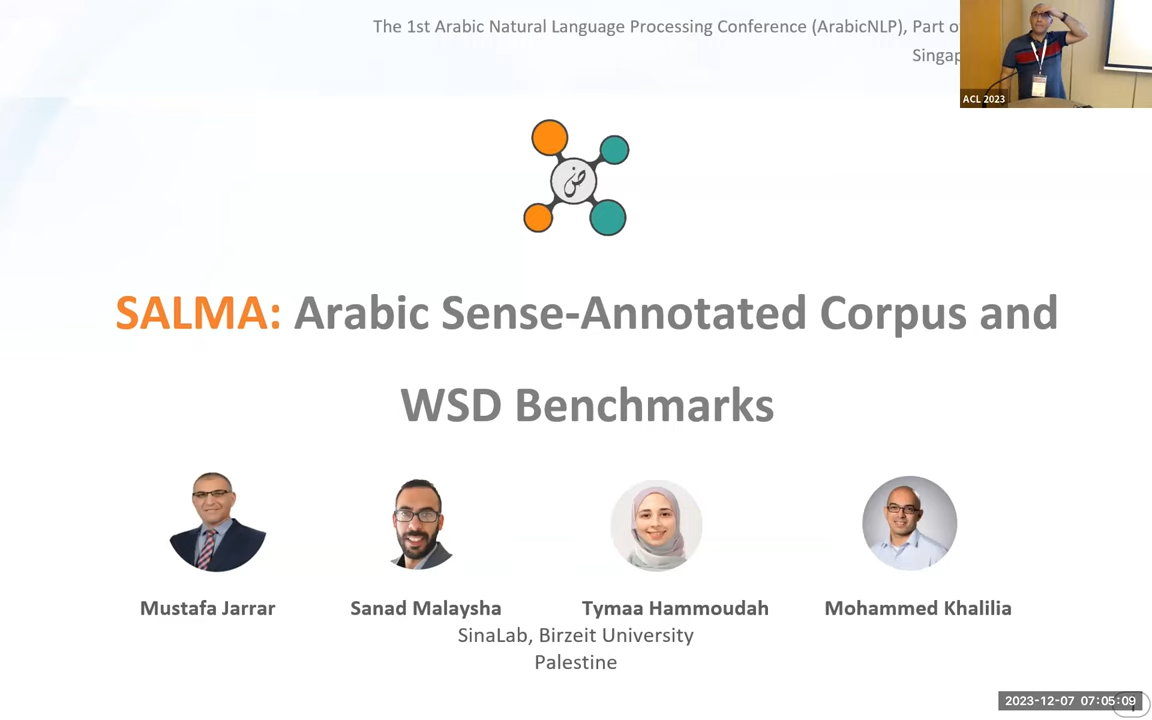 The 1st Arabic Natural Language Processing Conference (ArabicNLP), Part
ACL 2023
ض
SALMA: Arabic Sense-Annotated Corpus and
WSD Benchmarks
Mustafa Jarrar
Sanad Malaysha
Tymaa Hammoudah
Mohammed Khalilia
SinaLab, Birzeit University
Palestine
2023-12-07 07:05:09